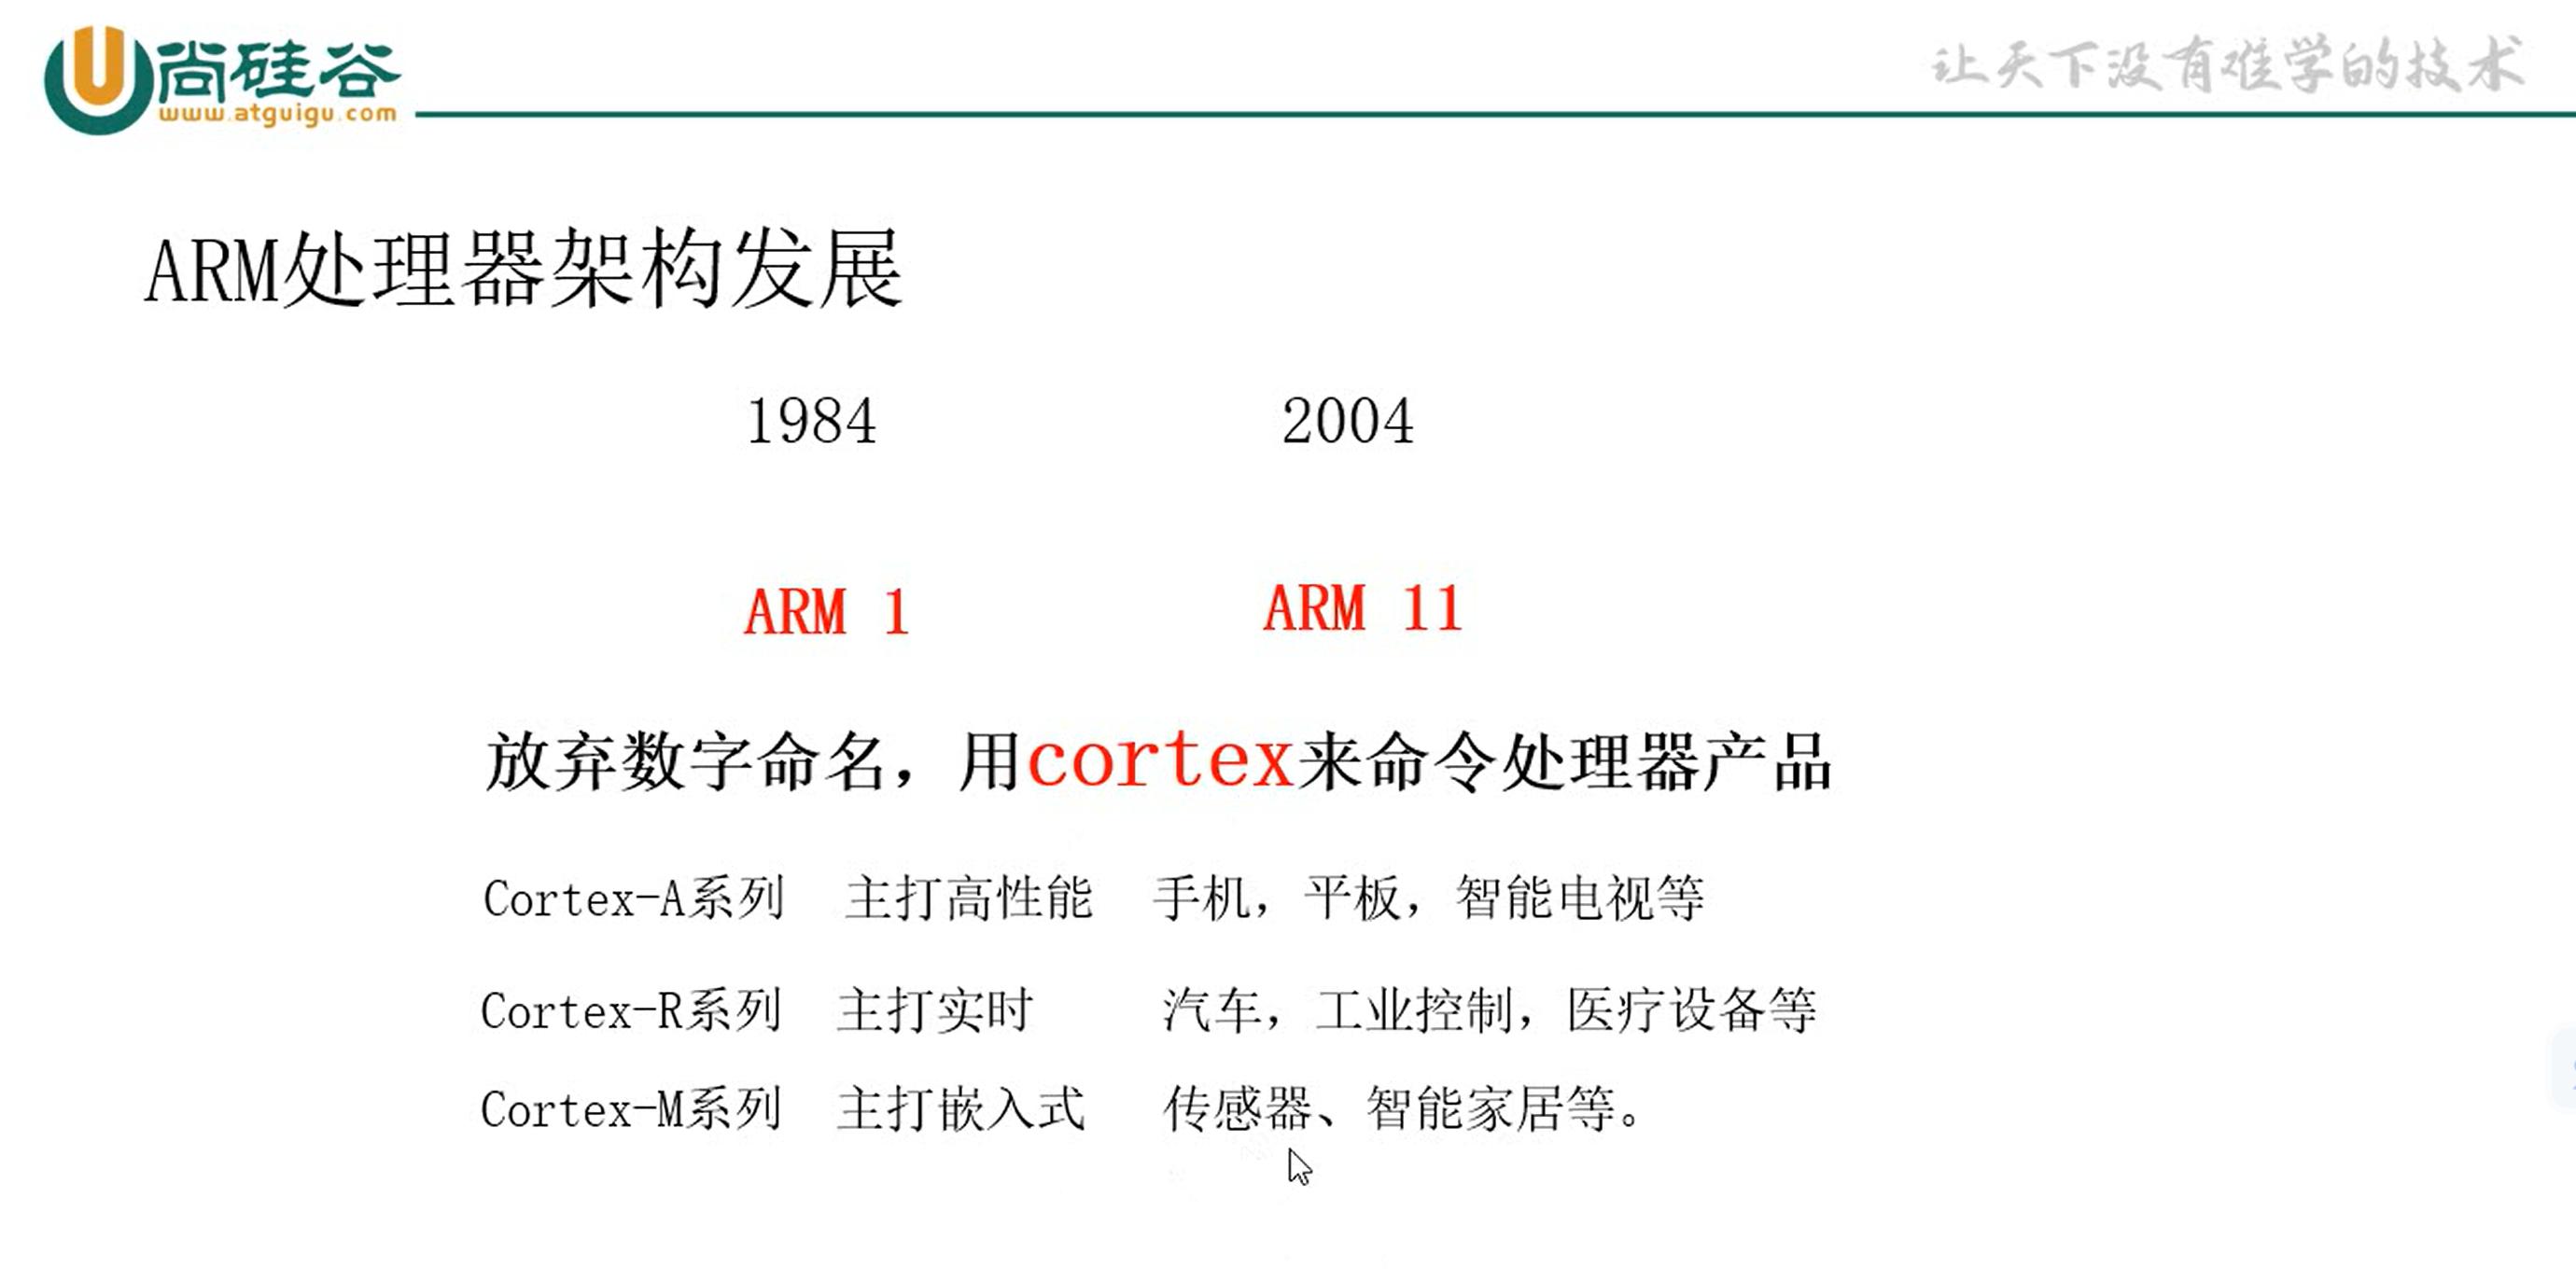 尚硅谷
www.atguigu.com
让天下没有难学的技术
ARM处理器架构发展
1984 2004
ARM 1 ARM 11
放弃数字命名，用cortex来命令处理器产品
Cortex-A系列 主打高性能 手机，平板，智能电视等
Cortex-R系列 主打实时 汽车，工业控制，医疗设备等
Cortex-M系列 主打嵌入式 传感器、智能家居等。